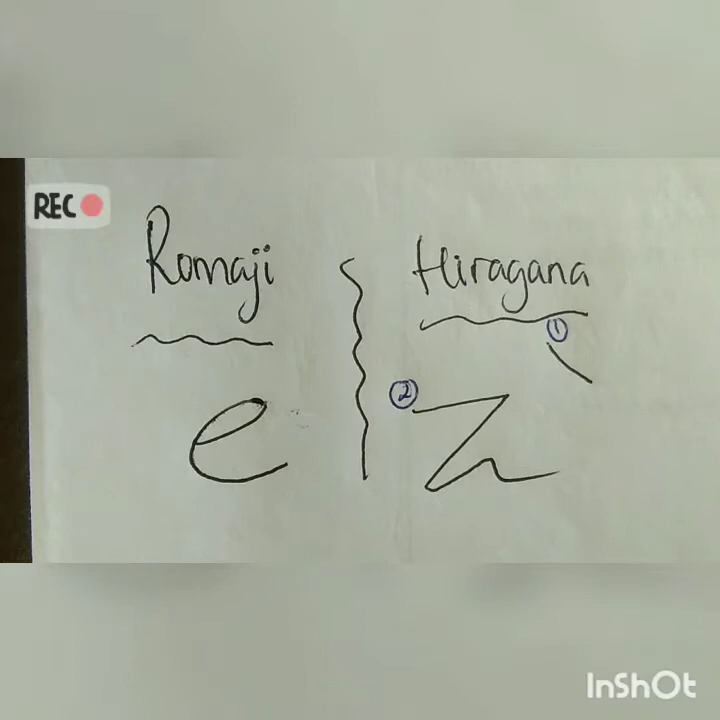 REC
Romaji Hiragana
①
②
e え
InShOt